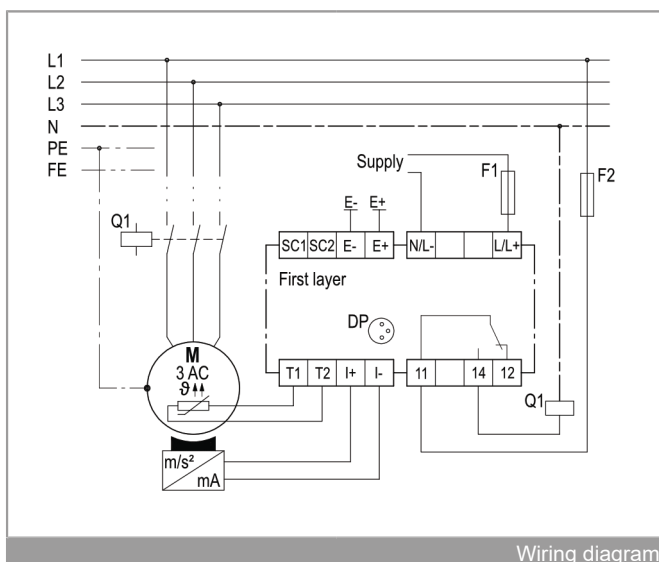 L1
L2
L3
N
PE
FE
Supply
F1
F2
E- E+
Q1
SC1 SC2 E- E+ N/L- L/L+
First layer
DP
M
3 AC
ϑ
T1 T2 I+ I- 11 14 12
Q1
m/s²
mA
Wiring diagram